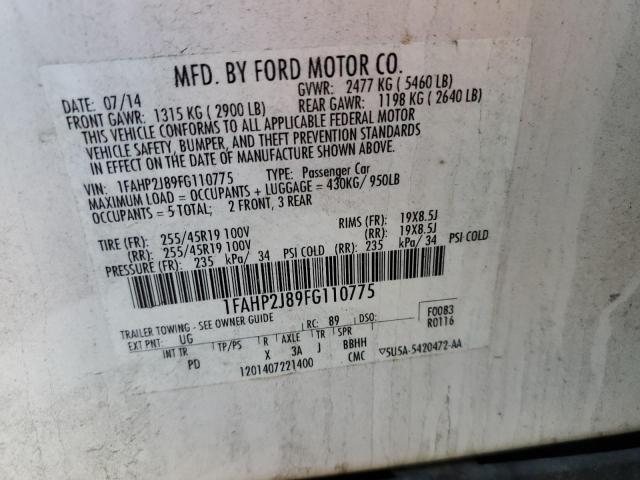 MFD. BY FORD MOTOR CO.
DATE: 07/14 GVWR: 2477 KG (5460 LB)
FRONT GAWR: 1315 KG (2900 LB) REAR GAWR: 1198 KG (2640 LB)
THIS VEHICLE CONFORMS TO ALL APPLICABLE FEDERAL MOTOR
VEHICLE SAFETY, BUMPER, AND THEFT PREVENTION STANDARDS
IN EFFECT ON THE DATE OF MANUFACTURE SHOWN ABOVE.
VIN: 1FAHP2J89FG110775 TYPE: Passenger Car
MAXIMUM LOAD = OCCUPANTS + LUGGAGE = 430KG/ 950LB
OCCUPANTS = 5 TOTAL; 2 FRONT, 3 REAR
TIRE (FR): 255/45R19 100V RIMS (FR): 19X8.5J
(RR): 255/45R19 100V (RR): 19X8.5J
PRESSURE (FR): 235 kPa/ 34 PSI COLD (RR): 235 kPa/ 34 PSI COLD
1FAHP2J89FG110775
TRAILER TOWING - SEE OWNER GUIDE
F0083
R0116
EXT PNT: UG RC: 89 DSO:
INT TR TP/PS R AXLE TR SPR
PD X 3A J BBHH
1201407221400 CMC ▽5U5A-5420472-AA